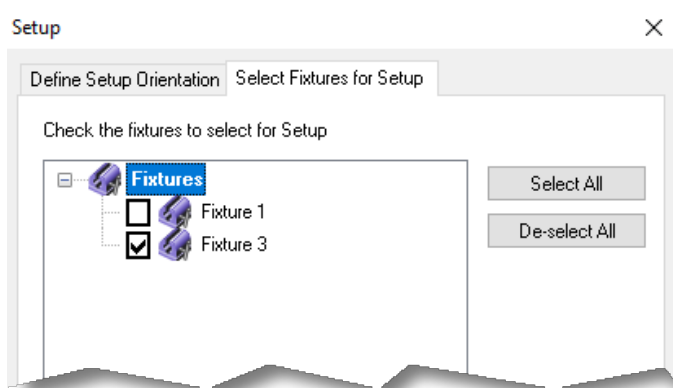 Setup
Define Setup Orientation
Select Fixtures for Setup
Check the fixtures to select for Setup
Fixtures
Select All
Fixture 1
De-select All
Fixture 3